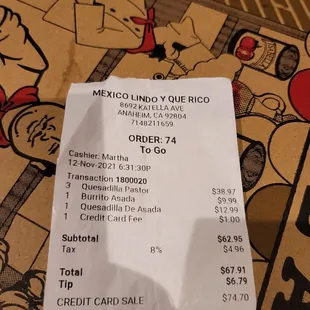 MEXICO LINDO Y QUE RICO
8692 KATELLA AVE
ANAHEIM, CA 92804
7140211659
ORDER: 74
To Go
Cashier: Martha
12-Nov-2021 6:31:30P
Transaction 1800020
3 Quesadilla Pastor $38.97
1 Burrito Asada $9.99
1 Quesadilla De Asada $12.99
1 Credit Card Fee $1.00
Subtotal $62.95
Tax 8% $4.96
Total $67.91
Tip $6.79
CREDIT CARD SALE $74.70